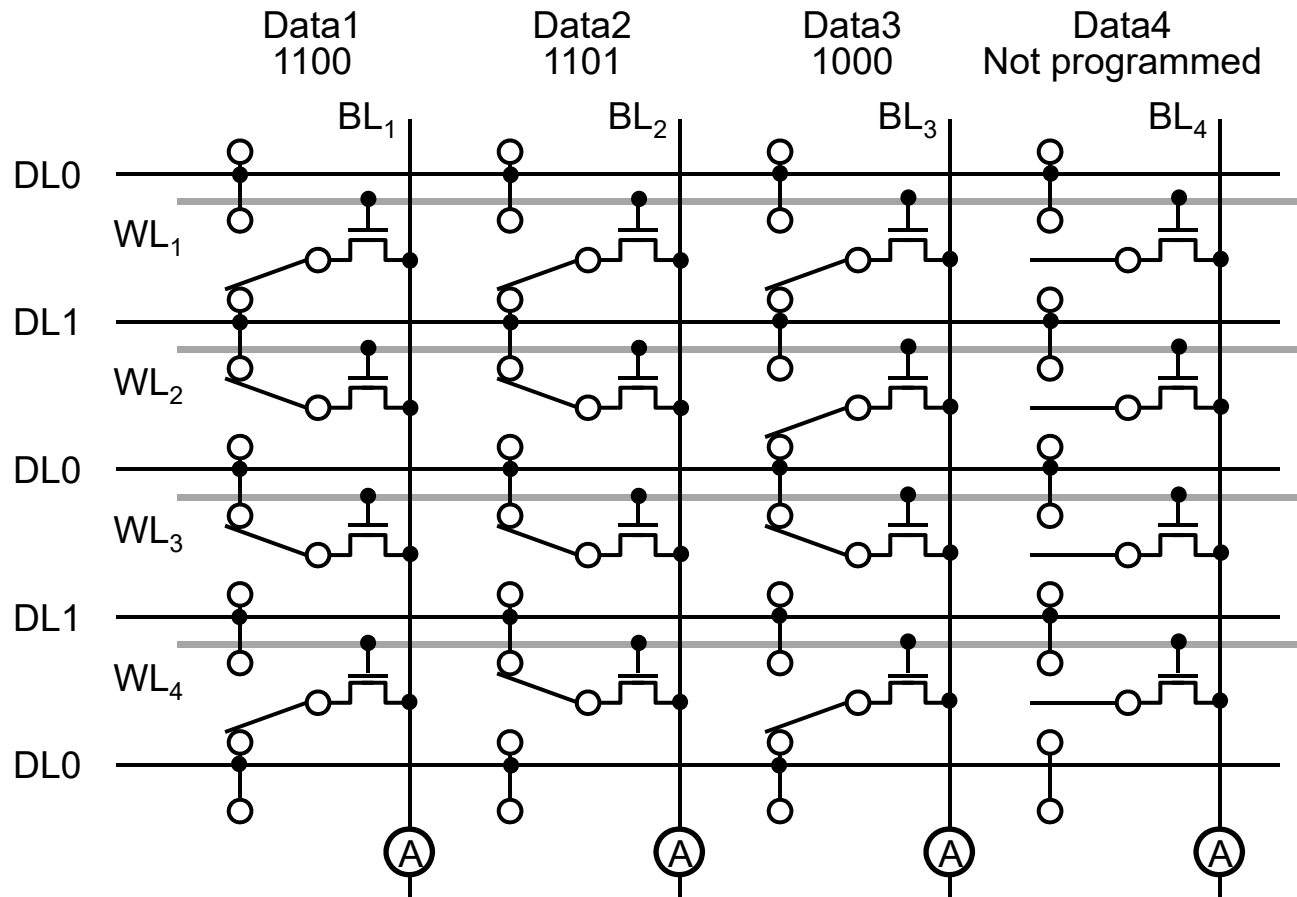 Data1 Data2 Data3 Data4
1100 1101 1000 Not programmed
BL₁ BL₂ BL₃ BL₄
DL0
WL₁
DL1
WL₂
DL0
WL₃
DL1
WL₄
DL0
A A A A